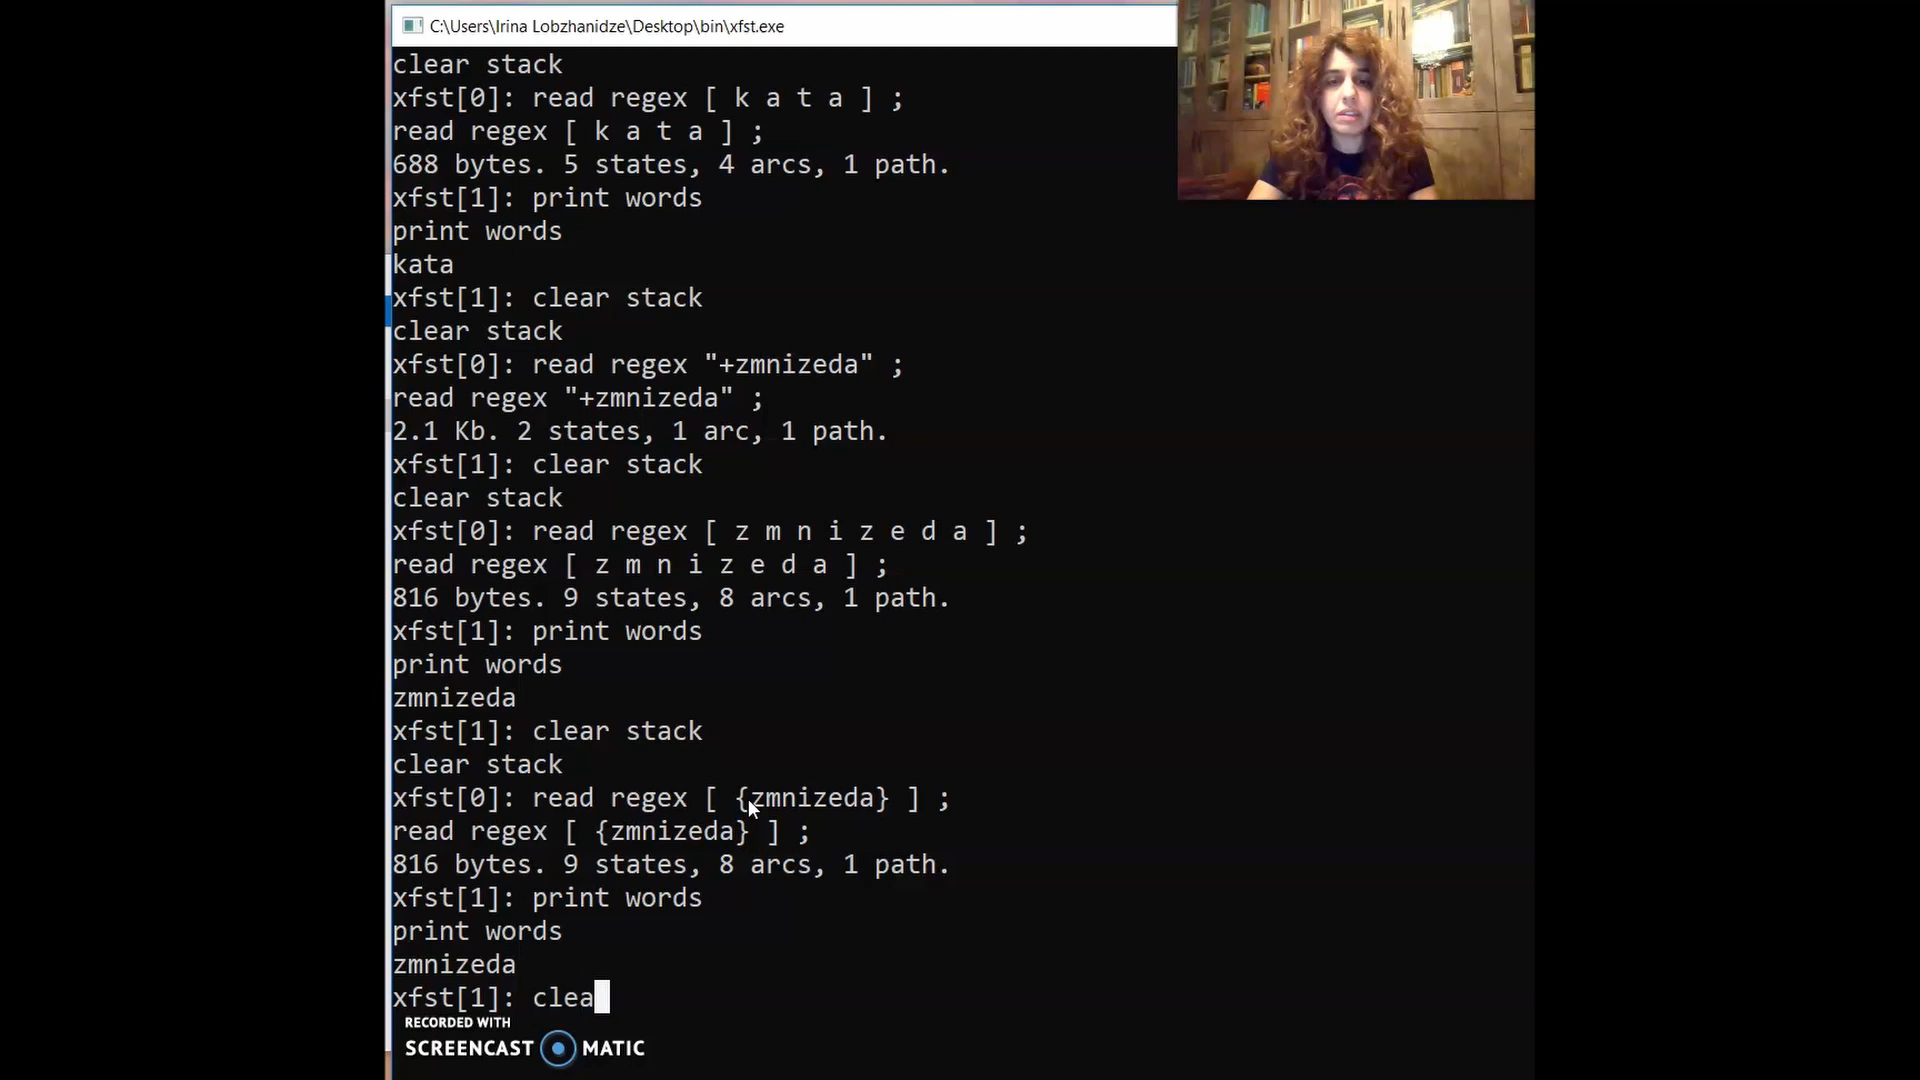 C:\Users\Irina Lobzhanidze\Desktop\bin\xfst.exe
clear stack
xfst[0]: read regex [ k a t a ] ;
read regex [ k a t a ] ;
688 bytes. 5 states, 4 arcs, 1 path.
xfst[1]: print words
print words
kata
xfst[1]: clear stack
clear stack
xfst[0]: read regex "+zmnizeda" ;
read regex "+zmnizeda" ;
2.1 Kb. 2 states, 1 arc, 1 path.
xfst[1]: clear stack
clear stack
xfst[0]: read regex [ z m n i z e d a ] ;
read regex [ z m n i z e d a ] ;
816 bytes. 9 states, 8 arcs, 1 path.
xfst[1]: print words
print words
zmnizeda
xfst[1]: clear stack
clear stack
xfst[0]: read regex [ {zmnizeda} ] ;
read regex [ {zmnizeda} ] ;
816 bytes. 9 states, 8 arcs, 1 path.
xfst[1]: print words
print words
zmnizeda
xfst[1]: clea
RECORDED WITH
SCREENCAST MATIC